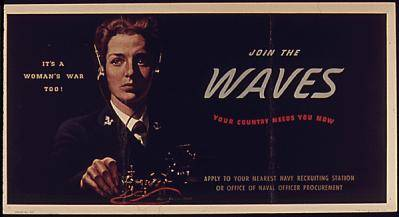 IT'S A
WOMAN'S WAR
TOO!
JOIN THE
WAVES
YOUR COUNTRY NEEDS YOU NOW
APPLY TO YOUR NEAREST NAVY RECRUITING STATION
OR OFFICE OF NAVAL OFFICER PROCUREMENT